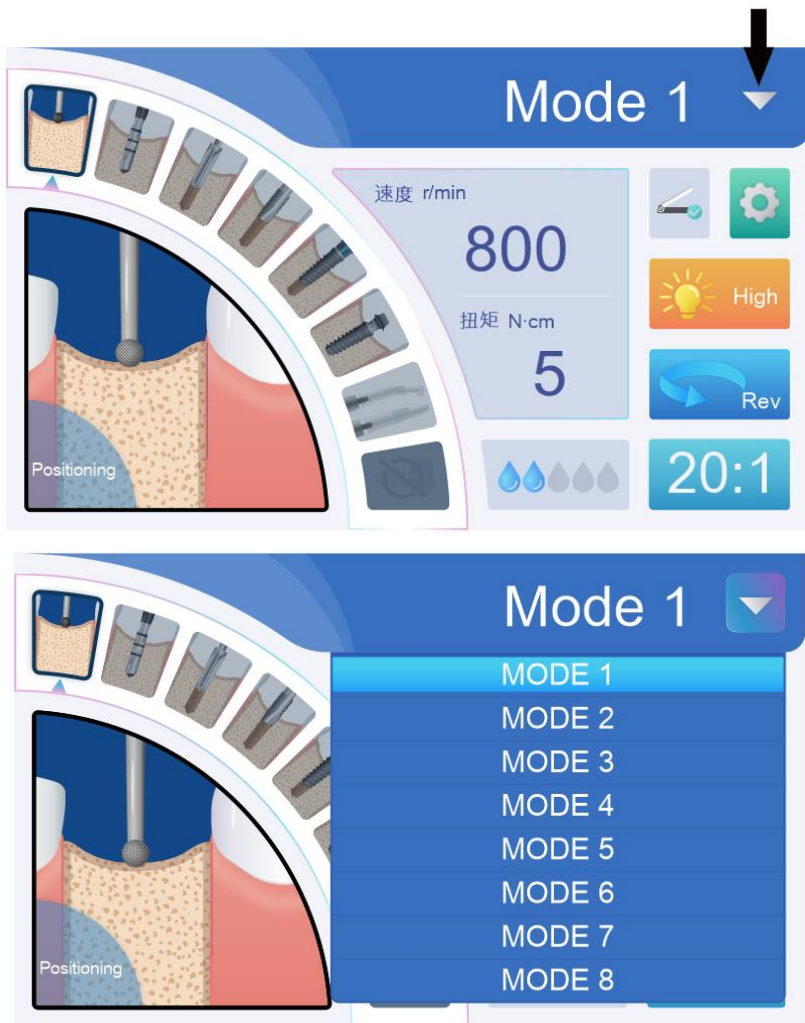 Mode 1
速度 r/min
800
High
扭矩 N·cm
5
Rev
Positioning
20:1
Mode 1
MODE 1
MODE 2
MODE 3
MODE 4
MODE 5
MODE 6
MODE 7
MODE 8
Positioning